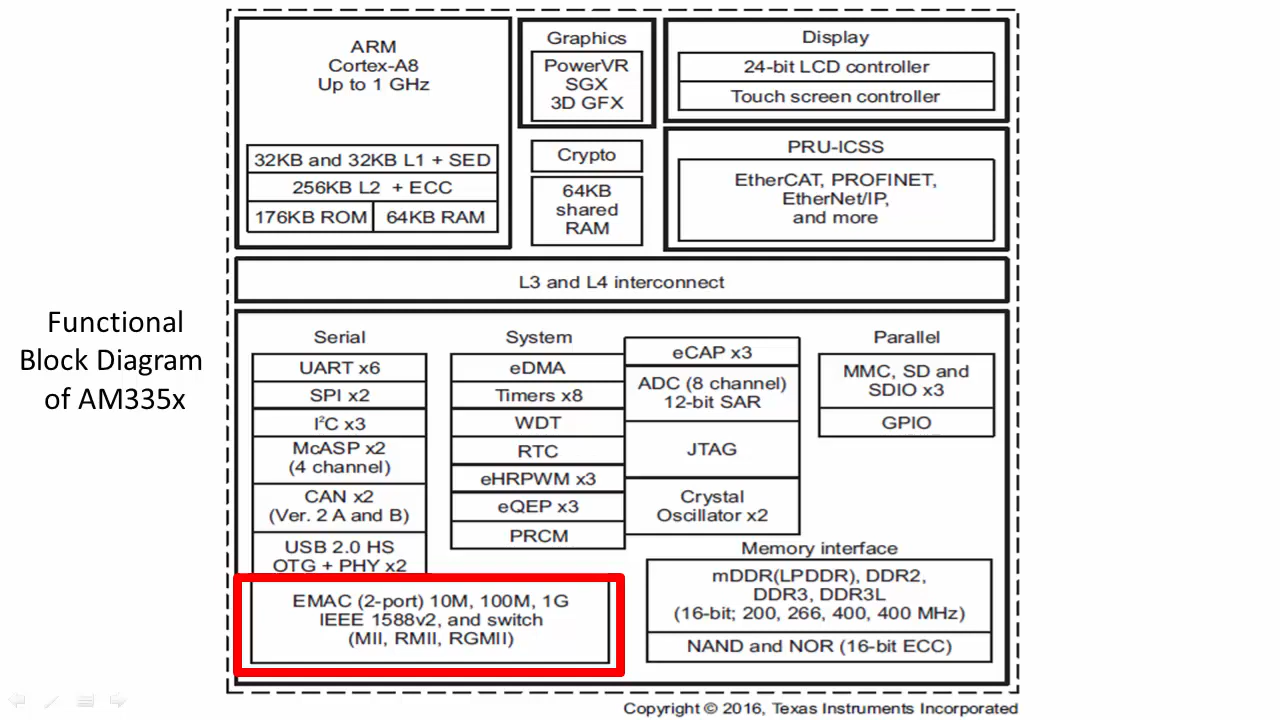 Functional
Block Diagram
of AM335x
ARM
Cortex-A8
Up to 1 GHz
32KB and 32KB L1 + SED
256KB L2 + ECC
176KB ROM
64KB RAM
Graphics
PowerVR
SGX
3D GFX
Crypto
64KB
shared
RAM
Display
24-bit LCD controller
Touch screen controller
PRU-ICSS
EtherCAT, PROFINET,
EtherNet/IP,
and more
L3 and L4 interconnect
Serial
UART x6
SPI x2
I²C x3
McASP x2
(4 channel)
CAN x2
(Ver. 2 A and B)
USB 2.0 HS
OTG + PHY x2
EMAC (2-port) 10M, 100M, 1G
IEEE 1588v2, and switch
(MII, RMII, RGMII)
System
eDMA
Timers x8
WDT
RTC
eHRPWM x3
eQEP x3
PRCM
eCAP x3
ADC (8 channel)
12-bit SAR
JTAG
Crystal
Oscillator x2
Parallel
MMC, SD and
SDIO x3
GPIO
Memory interface
mDDR(LPDDR), DDR2,
DDR3, DDR3L
(16-bit; 200, 266, 400, 400 MHz)
NAND and NOR (16-bit ECC)
Copyright © 2016, Texas Instruments Incorporated